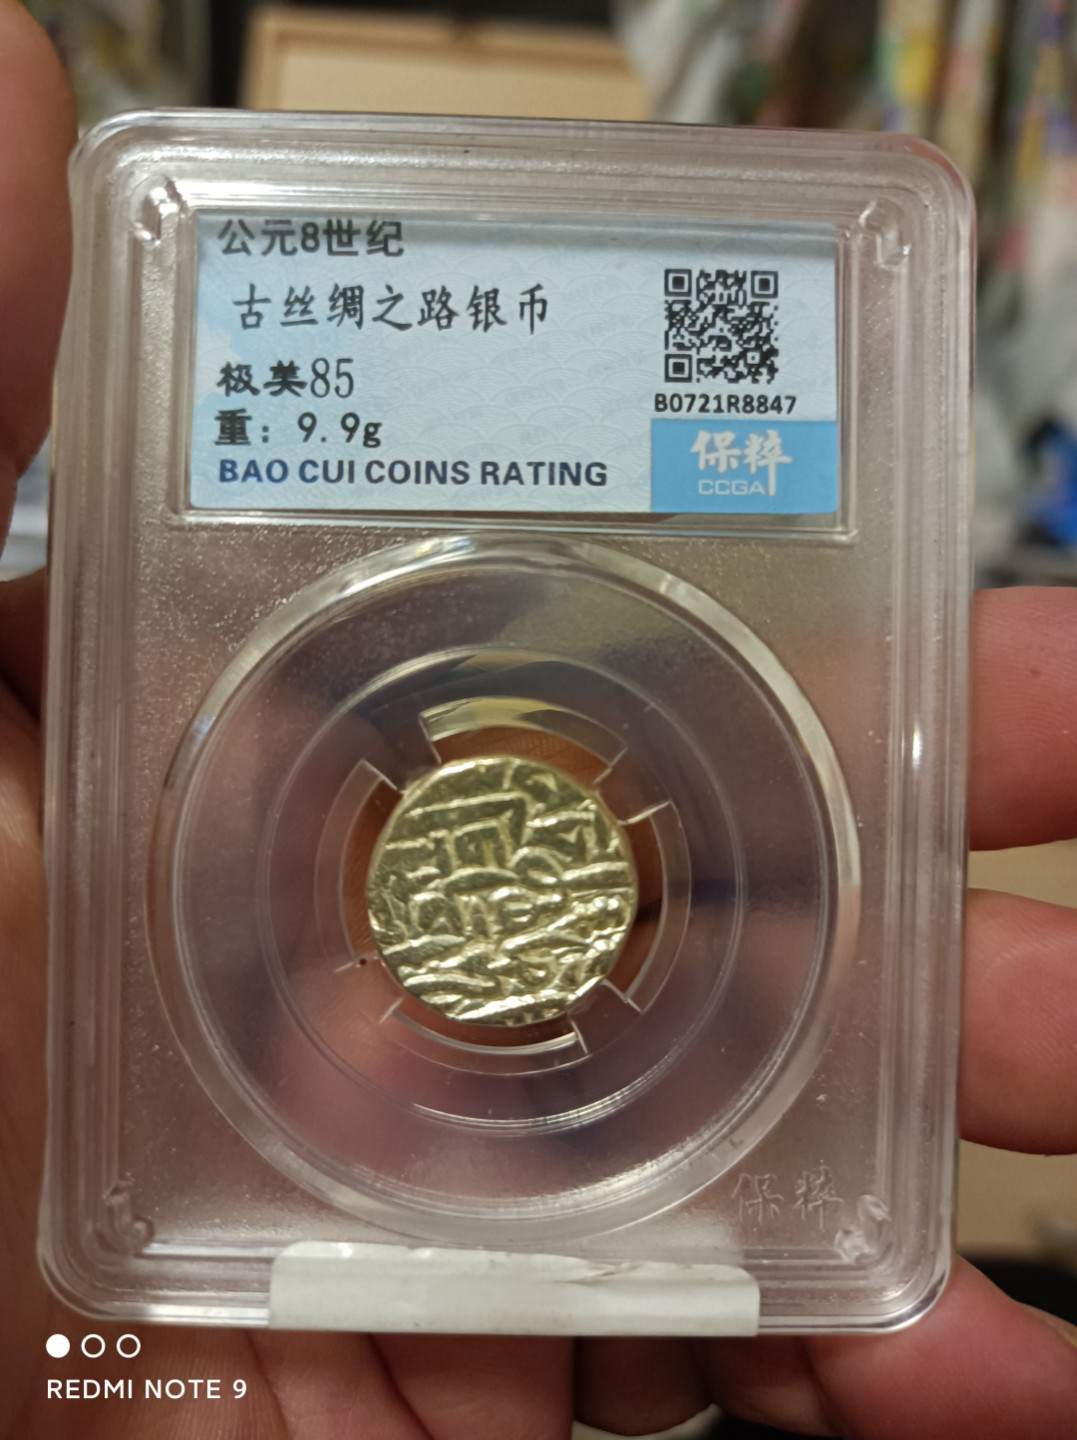 公元8世纪
古丝绸之路银币
极美85
重：9.9g
BAO CUI COINS RATING
B0721R8847
保粹
CCGA
保粹
REDMI NOTE 9